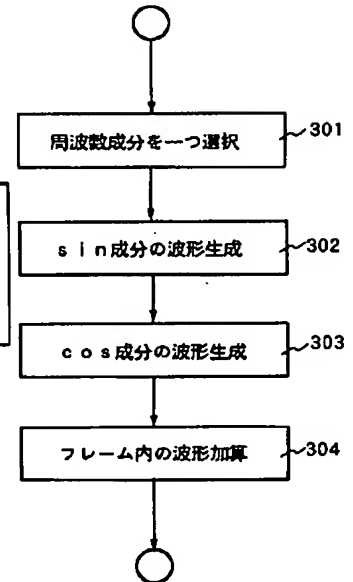 周波数成分を一つ選択 301
sin成分の波形生成 302
cos成分の波形生成 303
フレーム内の波形加算 304